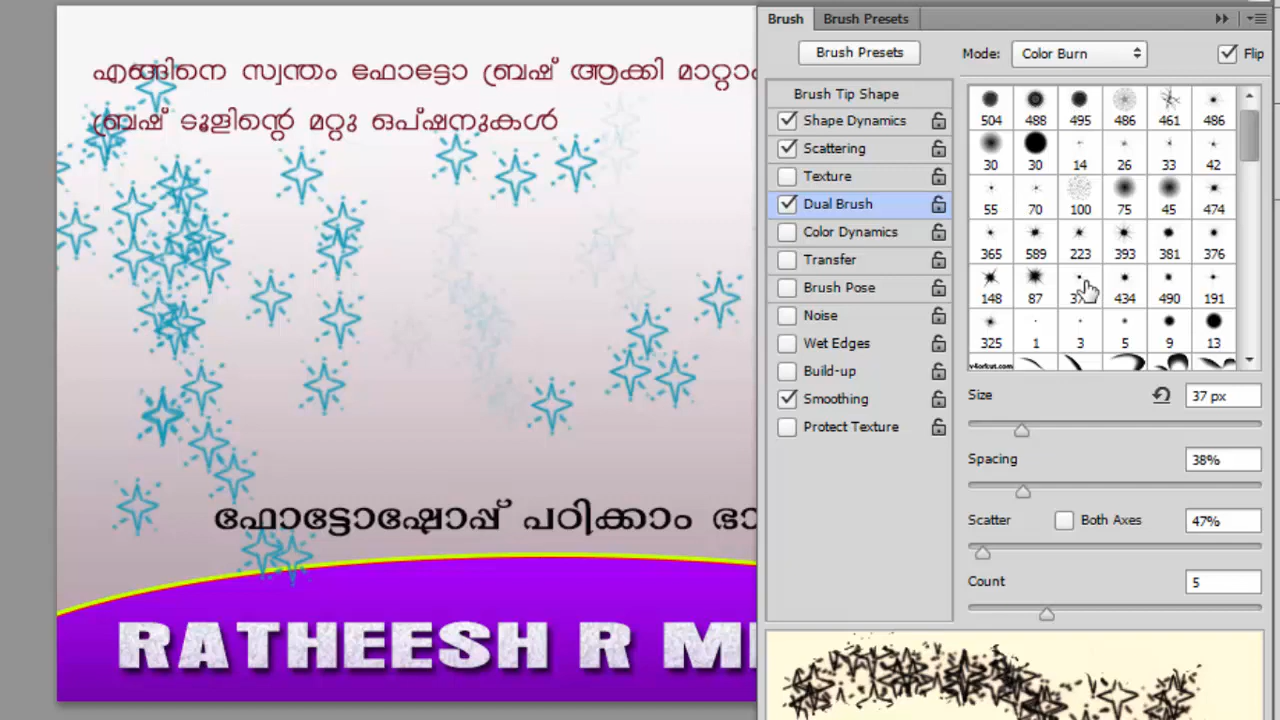 Brush Brush Presets
Brush Presets Mode: Color Burn Flip
എങ്ങിനെ സ്വന്തം ഫോട്ടോ ബ്രഷ് ആക്കി
ബ്രഷ് ടൂളിന്റെ മറ്റു ഒപ്ഷനുകൾ
Brush Tip Shape
Shape Dynamics
Scattering
Texture
Dual Brush
Color Dynamics
Transfer
Brush Pose
Noise
Wet Edges
Build-up
Smoothing
Protect Texture
504 488 495 486 461 486
30 30 14 26 33 42
55 70 100 75 45 474
365 589 223 393 381 376
148 87 434 490 191
325 1 3 5 9 13
v4orkut.com
Size 37 px
Spacing 38%
Scatter Both Axes 47%
Count 5
ഫോട്ടോഷോപ്പ് പഠിക്കാം
RATHEESH R